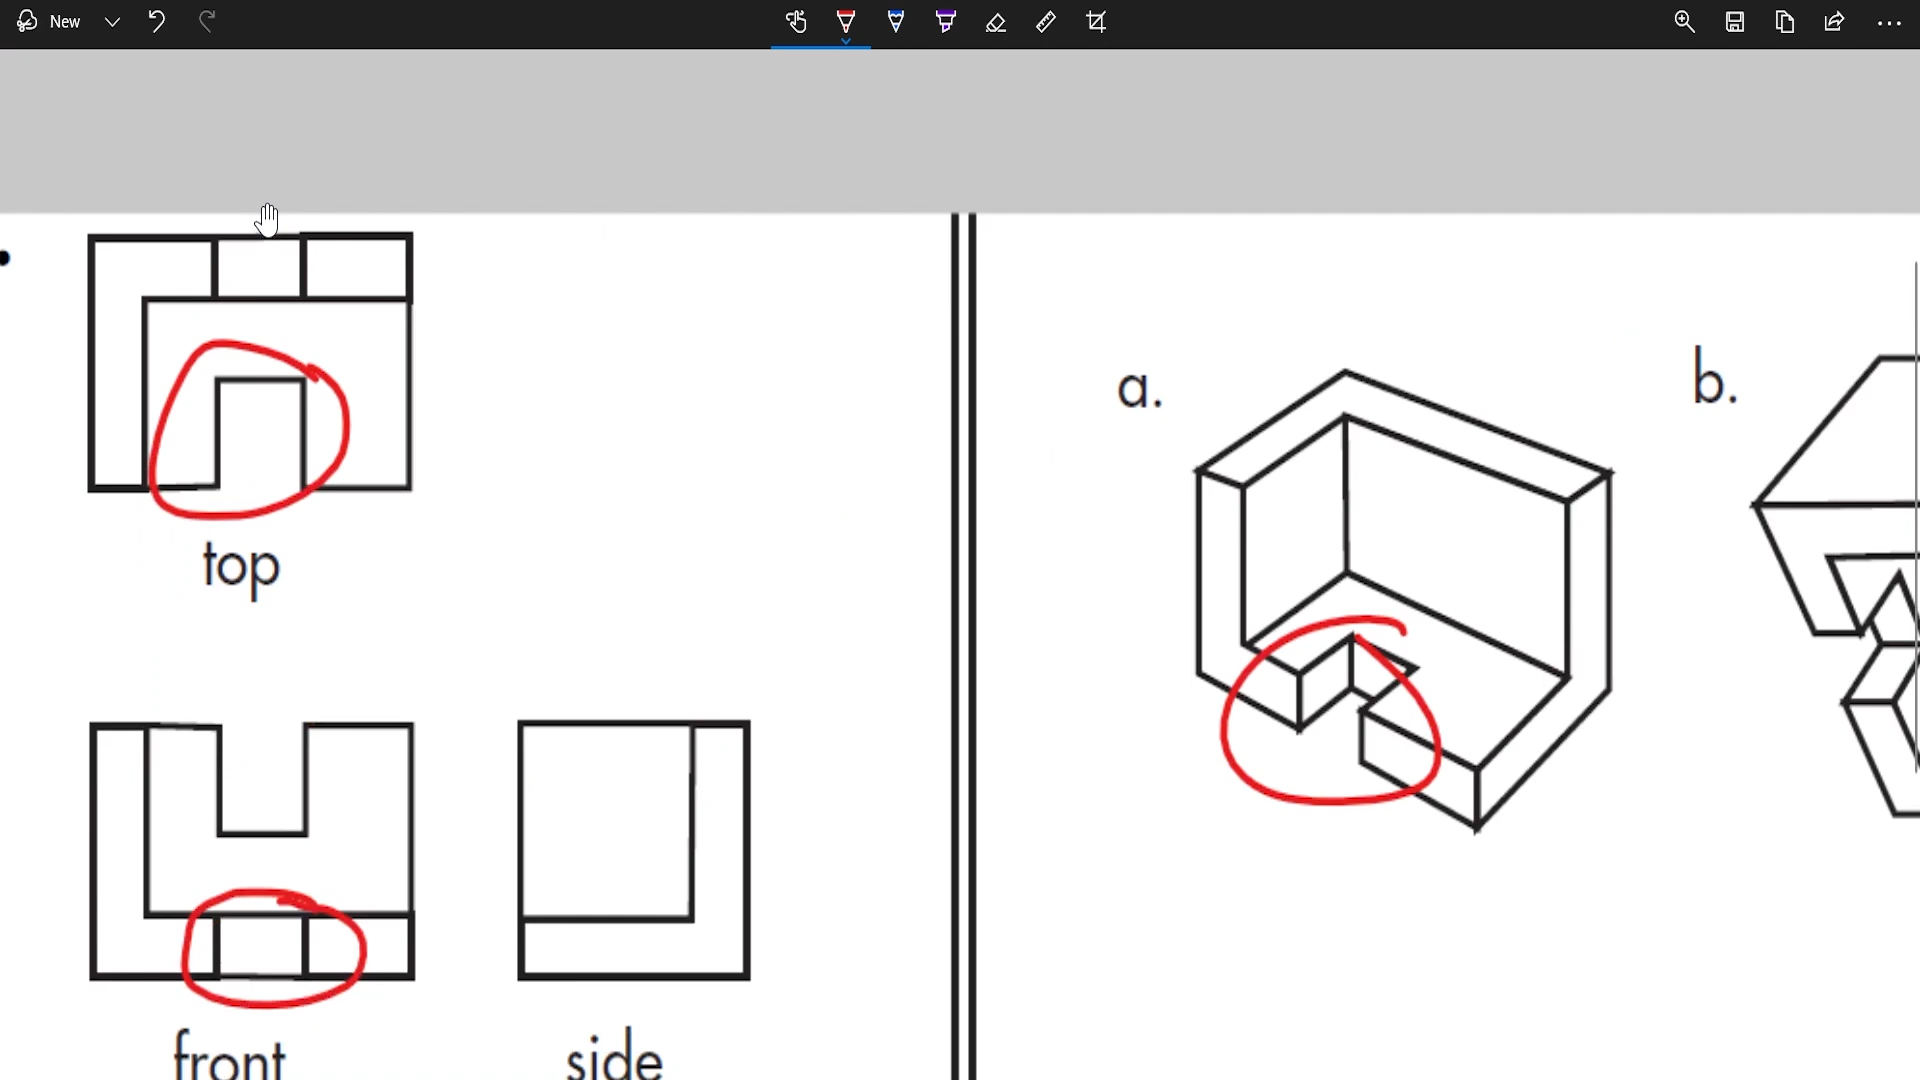 New
top
a.
b.
front
side